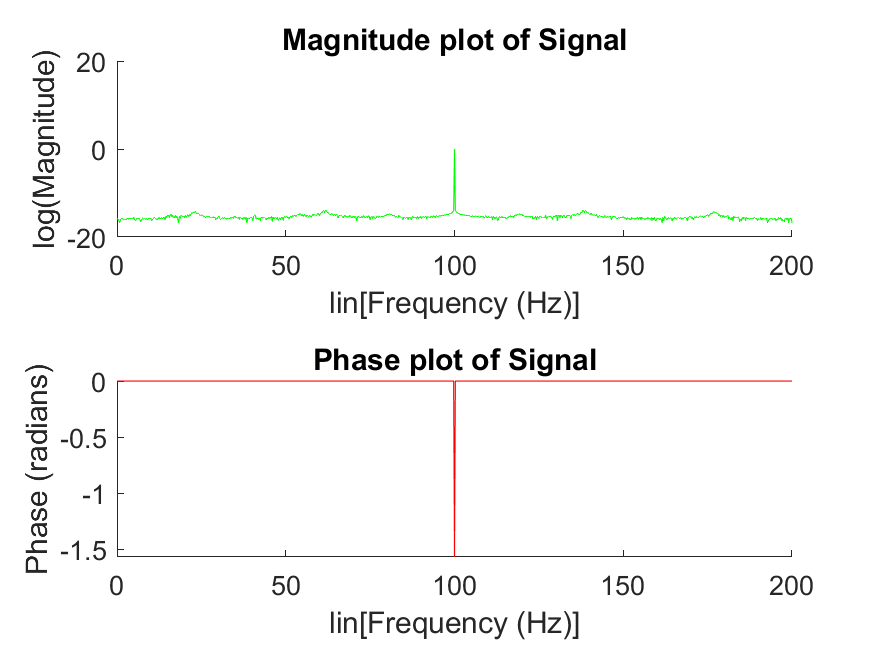 Magnitude plot of Signal
log(Magnitude)
20
0
-20
0 50 100 150 200
lin[Frequency (Hz)]
Phase plot of Signal
Phase (radians)
0
-0.5
-1
-1.5
0 50 100 150 200
lin[Frequency (Hz)]